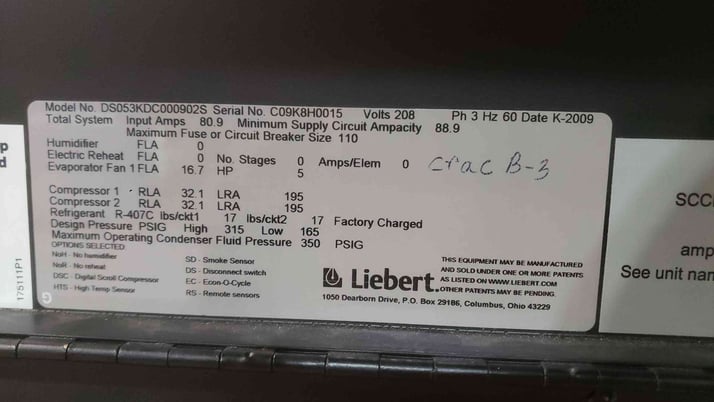 Model No. DS053KDC000902S Serial No. C09K8H0015 Volts 208 Ph 3 Hz 60 Date K-2009
Total System Input Amps 80.9 Minimum Supply Circuit Ampacity 88.9
Maximum Fuse or Circuit Breaker Size 110
Humidifier FLA 0
Electric Reheat FLA 0 No. Stages 0 Amps/Elem 0
Evaporator Fan 1 FLA 16.7 HP 5
crac B-3
Compressor 1 RLA 32.1 LRA 195
Compressor 2 RLA 32.1 LRA 195
Refrigerant R-407C lbs/ckt1 17 lbs/ckt2 17 Factory Charged
Design Pressure PSIG High 315 Low 165
Maximum Operating Condenser Fluid Pressure 350 PSIG
OPTIONS SELECTED:
NoH - No humidifier
NoR - No reheat
DSC - Digital Scroll Compressor
HTS - High Temp Sensor
SD - Smoke Sensor
DS - Disconnect switch
EC - Econ-O-Cycle
RS - Remote sensors
Liebert.
1050 Dearborn Drive, P.O. Box 29186, Columbus, Ohio 43229
THIS EQUIPMENT MAY BE MANUFACTURED
AND SOLD UNDER ONE OR MORE PATENTS
AS LISTED ON WWW.LIEBERT.COM
OTHER PATENTS MAY BE PENDING.
175111P1
p
d
SCC
amp
See unit nam